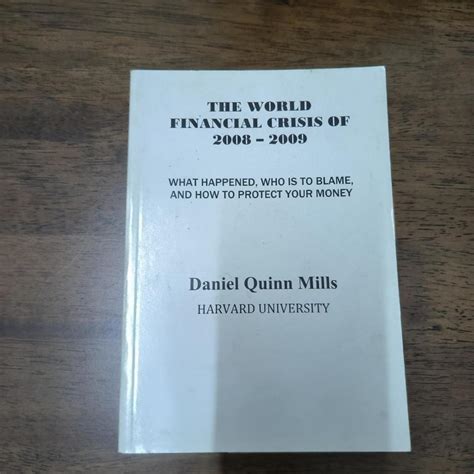 THE WORLD
FINANCIAL CRISIS OF
2008 – 2009
WHAT HAPPENED, WHO IS TO BLAME,
AND HOW TO PROTECT YOUR MONEY
Daniel Quinn Mills
HARVARD UNIVERSITY